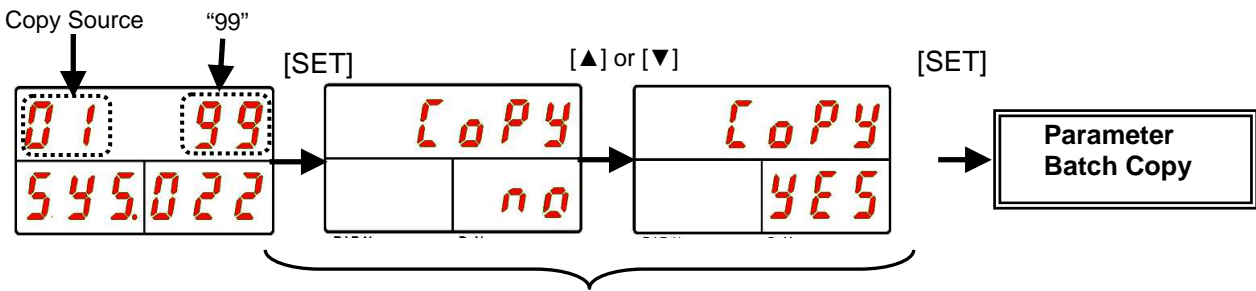 Copy Source
“99”
[SET]
[▲] or [▼]
[SET]
01 99
SYS.022
CoPY
no
CoPY
YES
Parameter
Batch Copy